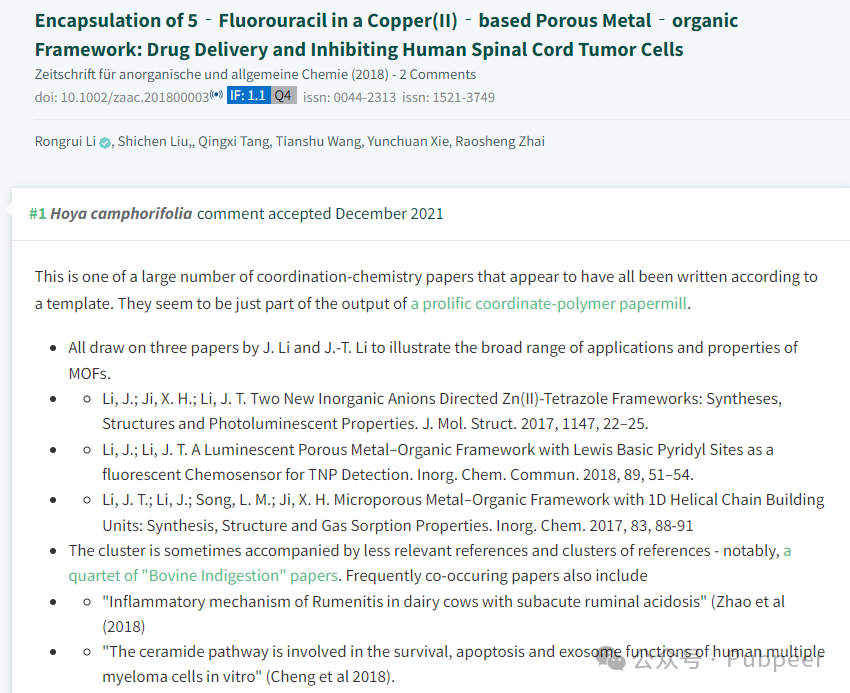 Encapsulation of 5‐Fluorouracil in a Copper(II)‐based Porous Metal‐organic
Framework: Drug Delivery and Inhibiting Human Spinal Cord Tumor Cells
Zeitschrift für anorganische und allgemeine Chemie (2018) - 2 Comments
doi: 10.1002/zaac.201800003 IF: 1.1 Q4 issn: 0044-2313 issn: 1521-3749
Rongrui Li, Shichen Liu,, Qingxi Tang, Tianshu Wang, Yunchuan Xie, Raosheng Zhai
#1 Hoya camphorifolia comment accepted December 2021
This is one of a large number of coordination-chemistry papers that appear to have all been written according to
a template. They seem to be just part of the output of a prolific coordinate-polymer papermill.
All draw on three papers by J. Li and J.-T. Li to illustrate the broad range of applications and properties of
MOFs.
Li, J.; Ji, X. H.; Li, J. T. Two New Inorganic Anions Directed Zn(II)-Tetrazole Frameworks: Syntheses,
Structures and Photoluminescent Properties. J. Mol. Struct. 2017, 1147, 22–25.
Li, J.; Li, J. T. A Luminescent Porous Metal–Organic Framework with Lewis Basic Pyridyl Sites as a
fluorescent Chemosensor for TNP Detection. Inorg. Chem. Commun. 2018, 89, 51–54.
Li, J. T.; Li, J.; Song, L. M.; Ji, X. H. Microporous Metal–Organic Framework with 1D Helical Chain Building
Units: Synthesis, Structure and Gas Sorption Properties. Inorg. Chem. 2017, 83, 88-91
The cluster is sometimes accompanied by less relevant references and clusters of references - notably, a
quartet of "Bovine Indigestion" papers. Frequently co-occuring papers also include
"Inflammatory mechanism of Rumenitis in dairy cows with subacute ruminal acidosis" (Zhao et al
(2018)
"The ceramide pathway is involved in the survival, apoptosis and exosome functions of human multiple
myeloma cells in vitro" (Cheng et al 2018).
公众号 · Pubpeer